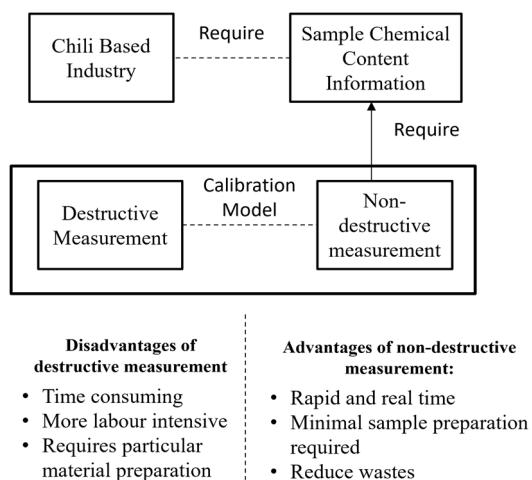 Chili Based
Industry
Require
Sample Chemical
Content
Information
Require
Destructive
Measurement
Calibration
Model
Non-
destructive
measurement
Disadvantages of
destructive measurement
• Time consuming
• More labour intensive
• Requires particular
material preparation
Advantages of non-destructive
measurement:
• Rapid and real time
• Minimal sample preparation
required
• Reduce wastes